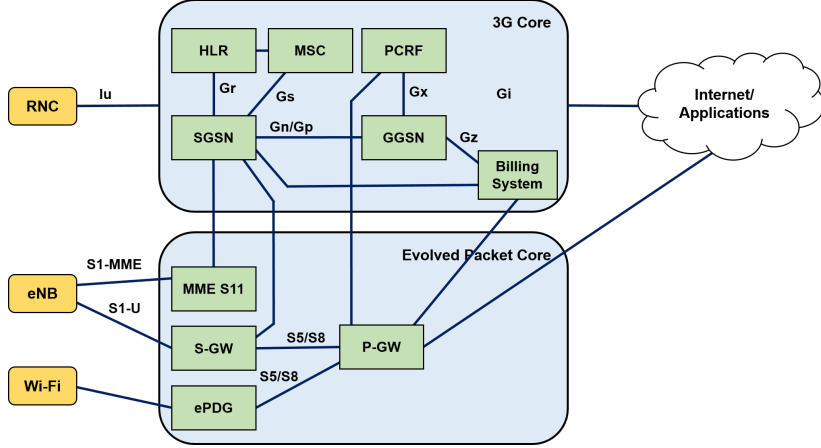 3G Core
HLR
MSC
PCRF
RNC
Iu
Gr
Gs
Gx
Gi
Internet/
Applications
SGSN
Gn/Gp
GGSN
Gz
Billing
System
Evolved Packet Core
S1-MME
eNB
MME S11
S1-U
S-GW
S5/S8
P-GW
S5/S8
Wi-Fi
ePDG